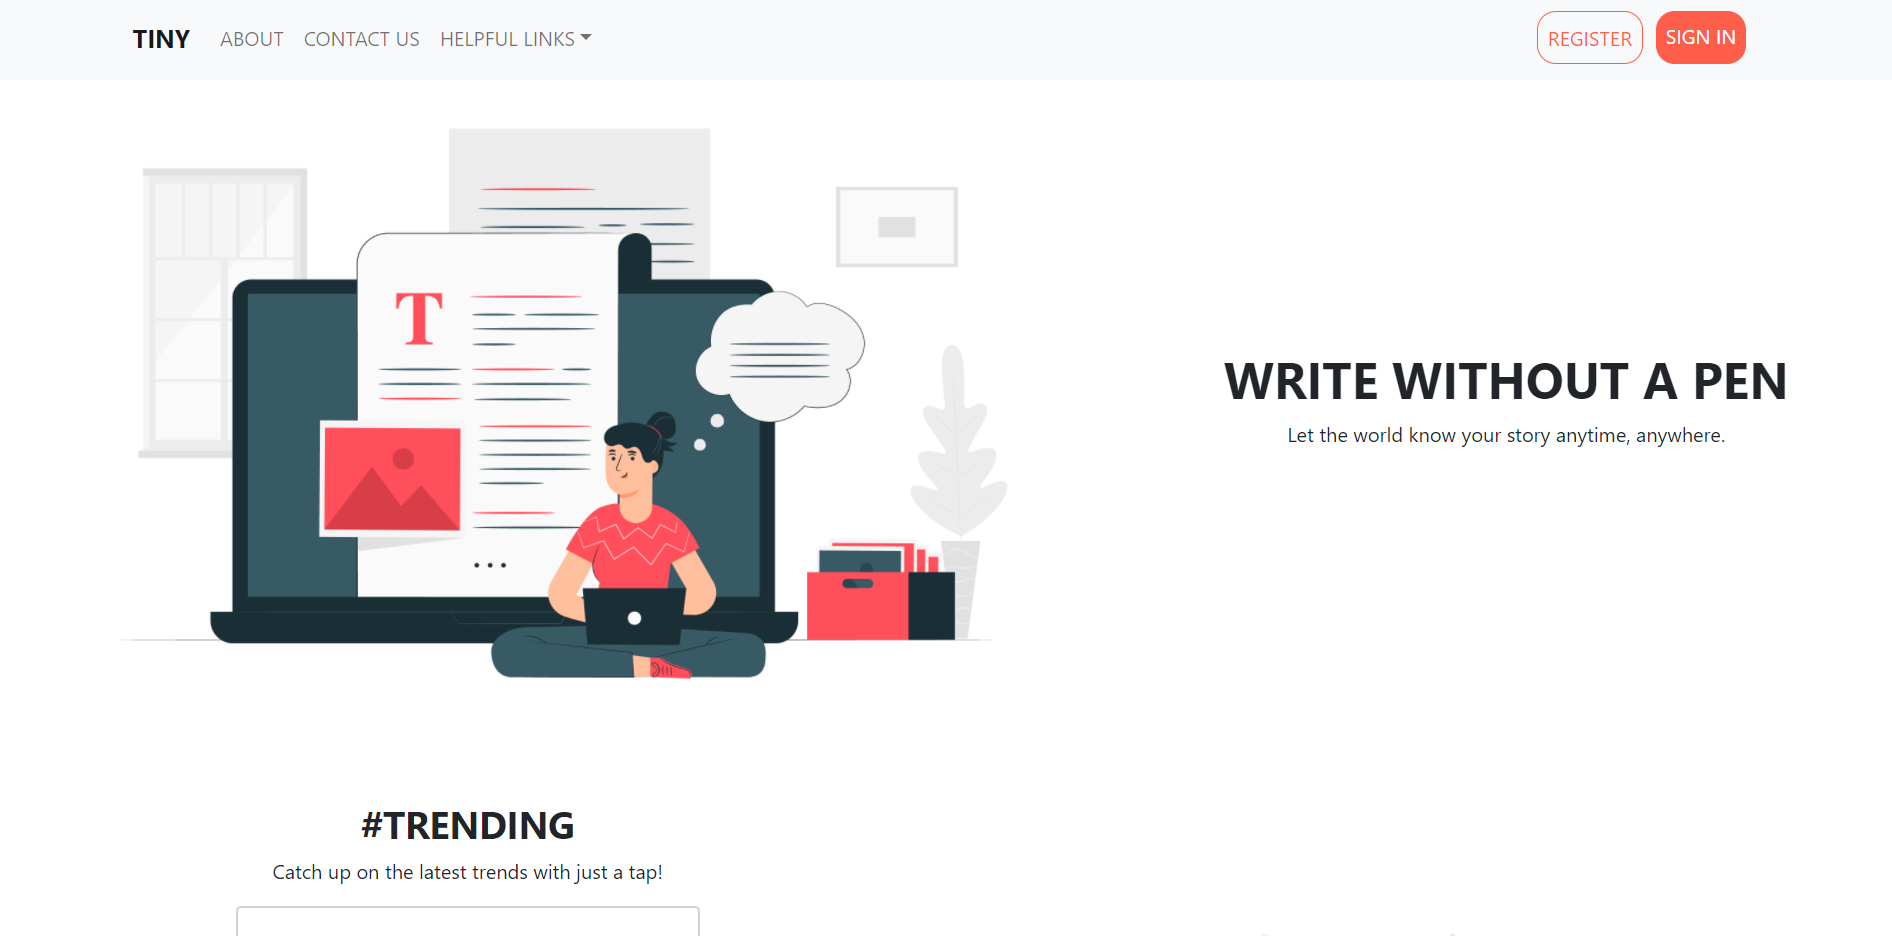 TINY ABOUT CONTACT US HELPFUL LINKS REGISTER SIGN IN
T
WRITE WITHOUT A PEN
Let the world know your story anytime, anywhere.
#TRENDING
Catch up on the latest trends with just a tap!